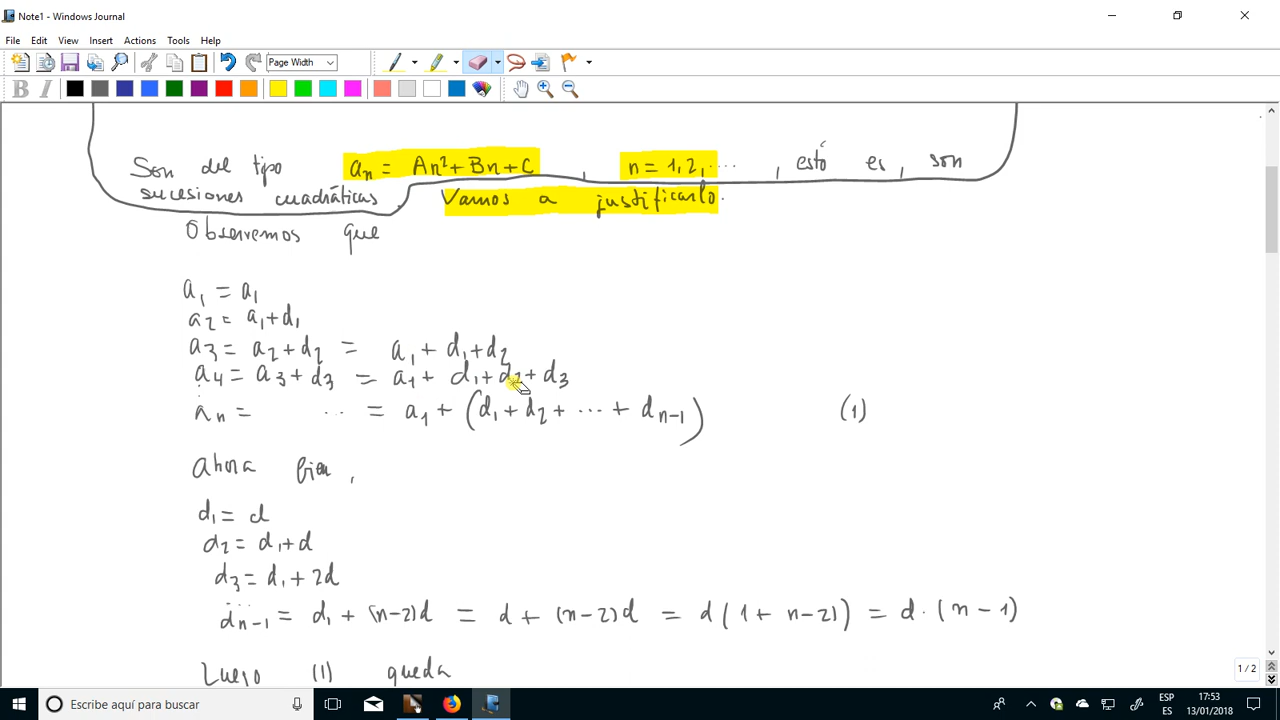 Note1 - Windows Journal
File Edit View Insert Actions Tools Help
Page Width
B I
Son del tipo aₙ = An² + Bn + C , n = 1, 2, ... , estó es, son
sucesiones cuadráticas. Vamos a justificarlo.
Observemos que
a₁ = a₁
a₂ = a₁ + d₁
a₃ = a₂ + d₂ = a₁ + d₁ + d₂
a₄ = a₃ + d₃ = a₁ + d₁ + d₂ + d₃
aₙ = ... = a₁ + (d₁ + d₂ + ... + dₙ₋₁) (1)
Ahora bien,
d₁ = d
d₂ = d₁ + d
d₃ = d₁ + 2d
dₙ₋₁ = d₁ + (n-2)d = d + (n-2)d = d(1 + n-2) = d · (n - 1)
Luego (1) queda
1 / 2
Escribe aquí para buscar
ESP
ES
17:53
13/01/2018